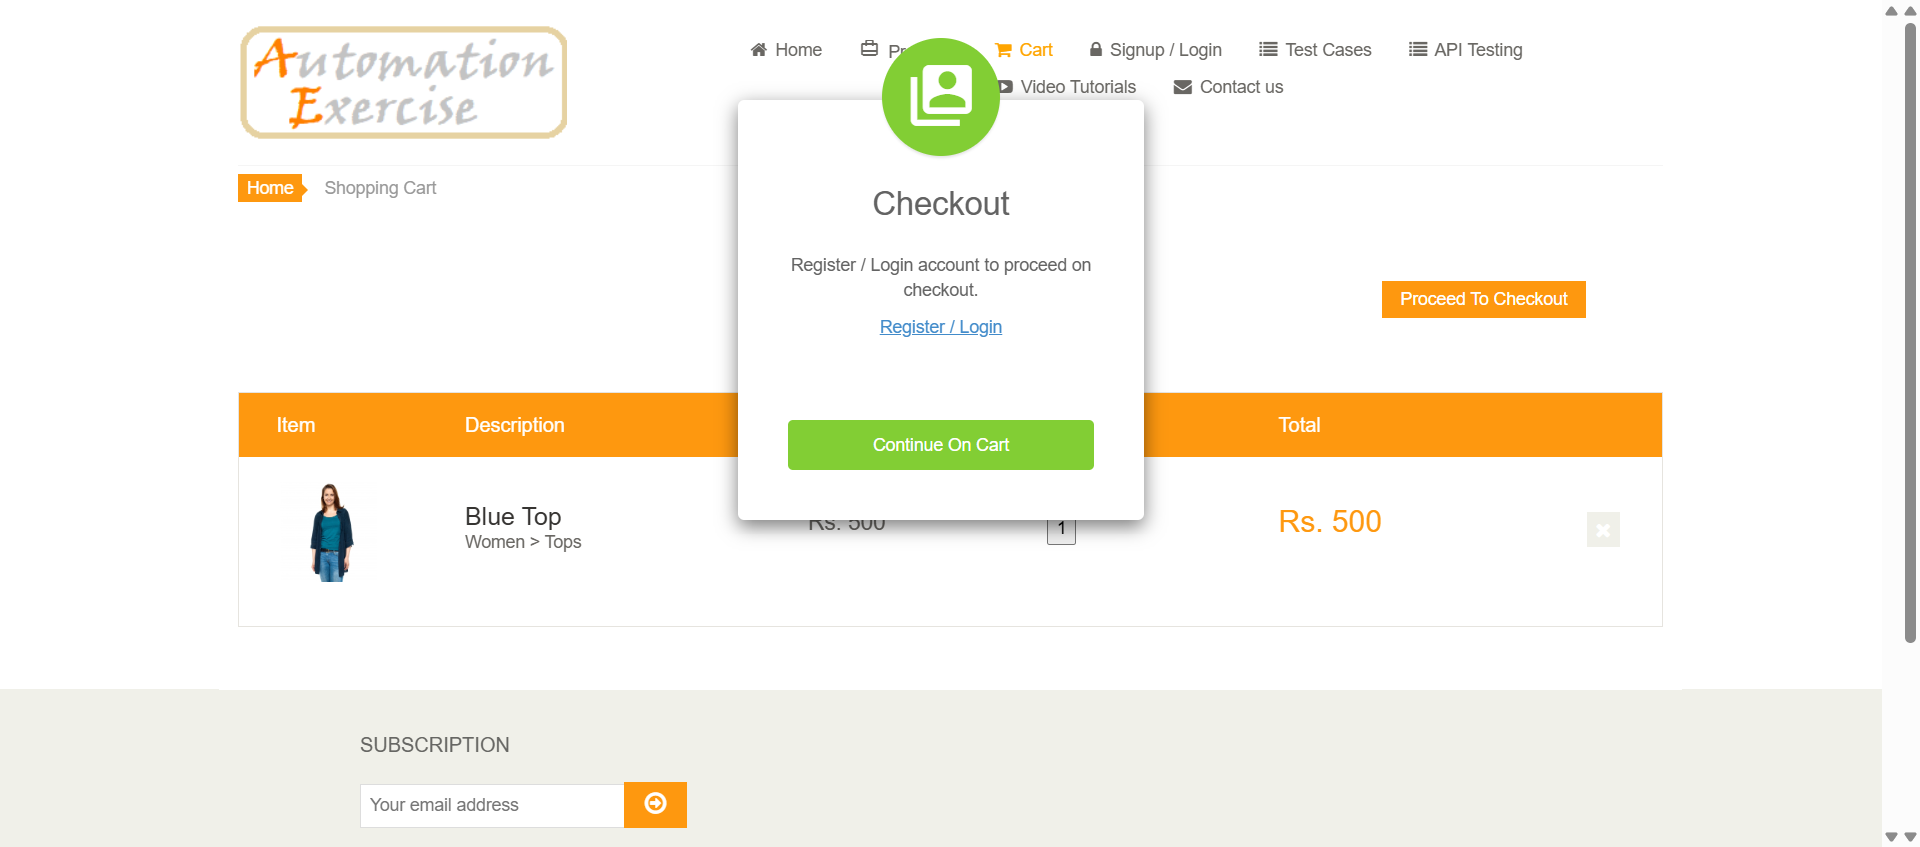 Automation
Exercise
Home
Cart
Signup / Login
Test Cases
API Testing
Video Tutorials
Contact us
Home
Shopping Cart
Checkout
Register / Login account to proceed on
checkout.
Register / Login
Continue On Cart
Proceed To Checkout
Item
Description
Total
Blue Top
Women > Tops
Rs. 500
1
Rs. 500
SUBSCRIPTION
Your email address